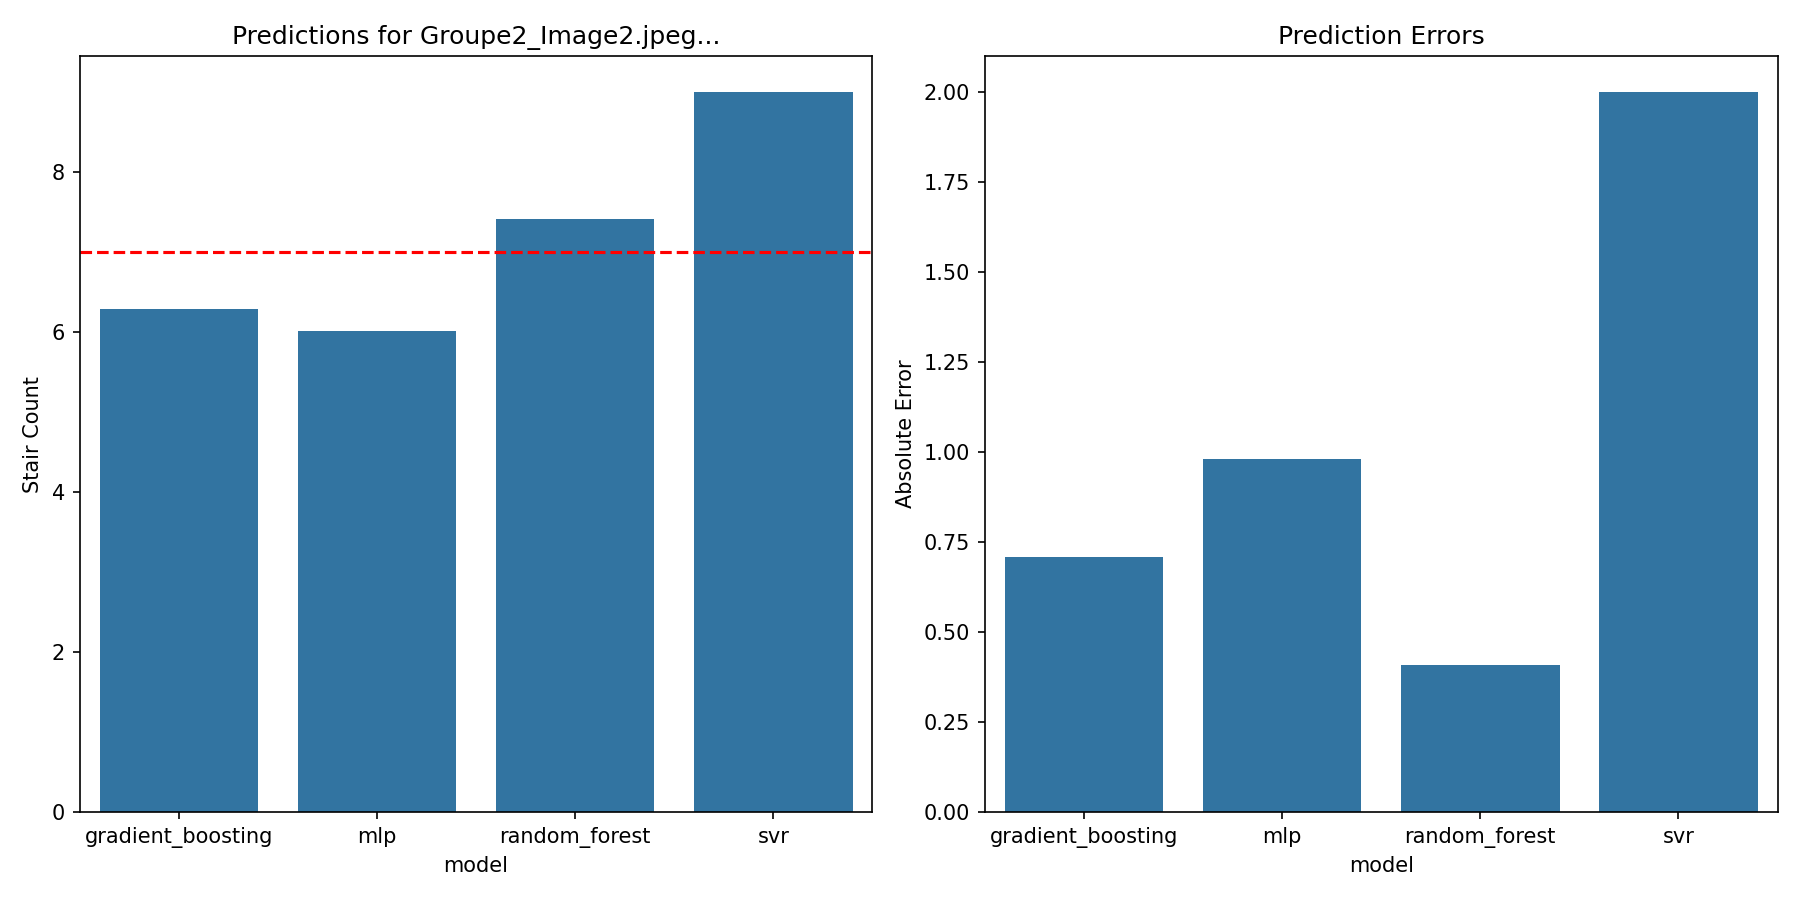 Predictions for Groupe2_Image2.jpeg...
Stair Count
8
6
4
2
0
gradient_boosting mlp random_forest svr
model
Prediction Errors
Absolute Error
2.00
1.75
1.50
1.25
1.00
0.75
0.50
0.25
0.00
gradient_boosting mlp random_forest svr
model